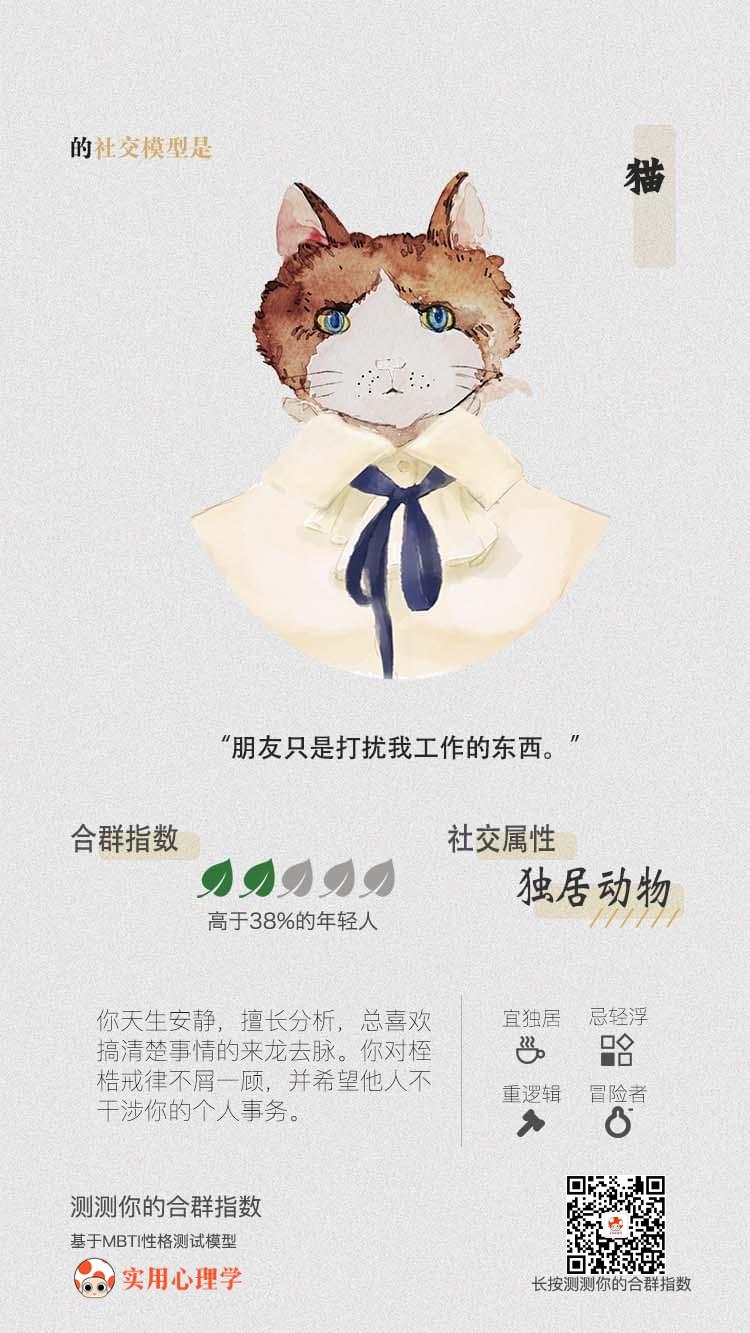 的社交模型是
猫
“朋友只是打扰我工作的东西。”
合群指数
高于38%的年轻人
社交属性
独居动物
你天生安静，擅长分析，总喜欢
搞清楚事情的来龙去脉。你对桎
梏戒律不屑一顾，并希望他人不
干涉你的个人事务。
宜独居 忌轻浮
重逻辑 冒险者
测测你的合群指数
基于MBTI性格测试模型
实用心理学
长按测测你的合群指数